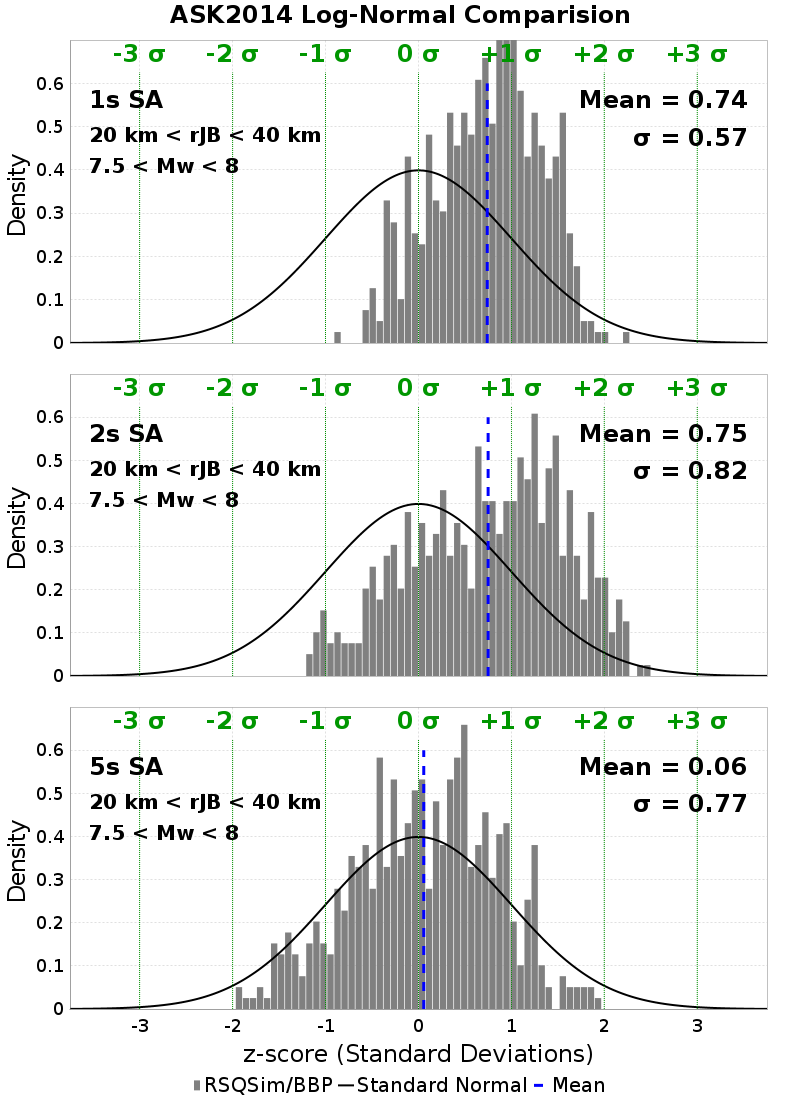 ASK2014 Log-Normal Comparision
-3 σ -2 σ -1 σ 0 σ +1 σ +2 σ +3 σ
1s SA
20 km < rJB < 40 km
7.5 < Mw < 8
Mean = 0.74
σ = 0.57
Density
0.6
0.5
0.4
0.3
0.2
0.1
0
-3 σ -2 σ -1 σ 0 σ +1 σ +2 σ +3 σ
2s SA
20 km < rJB < 40 km
7.5 < Mw < 8
Mean = 0.75
σ = 0.82
Density
0.6
0.5
0.4
0.3
0.2
0.1
0
-3 σ -2 σ -1 σ 0 σ +1 σ +2 σ +3 σ
5s SA
20 km < rJB < 40 km
7.5 < Mw < 8
Mean = 0.06
σ = 0.77
Density
0.6
0.5
0.4
0.3
0.2
0.1
0
-3 -2 -1 0 1 2 3
z-score (Standard Deviations)
RSQSim/BBP Standard Normal Mean